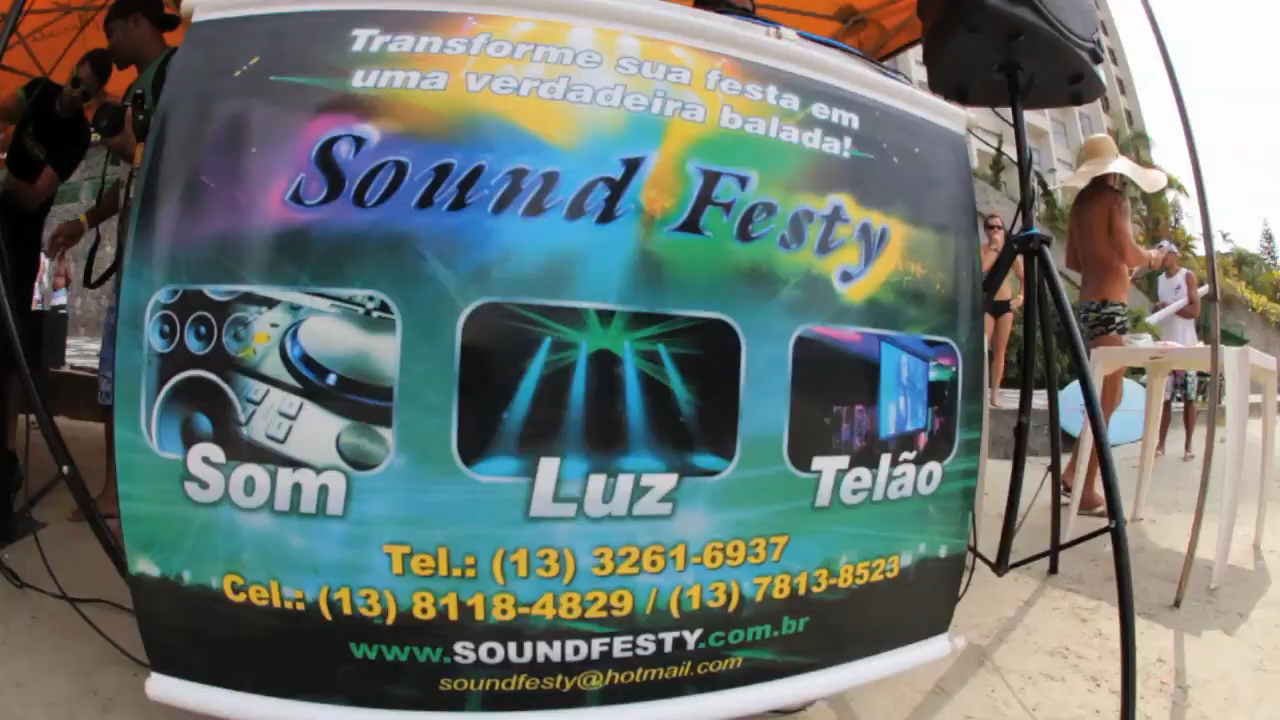 Transforme sua festa em
uma verdadeira balada!
Sound Festy
Som
Luz
Telão
Tel.: (13) 3261-6937
Cel.: (13) 8118-4829 / (13) 7813-8523
www.SOUNDFESTY.com.br
soundfesty@hotmail.com